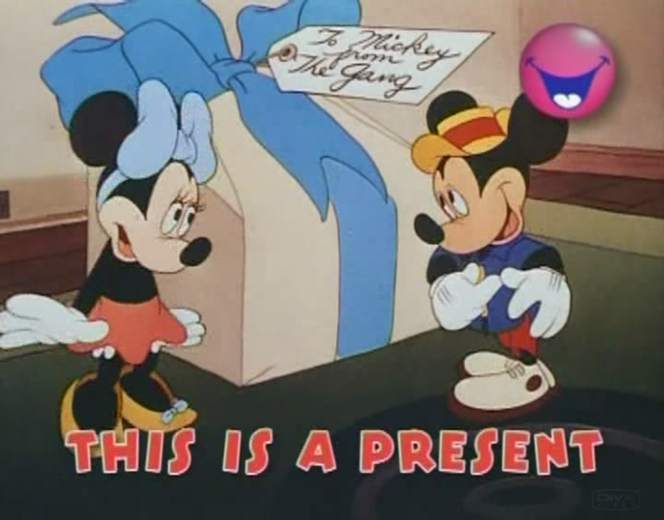 To Mickey
from
The Gang
THIS IS A PRESENT